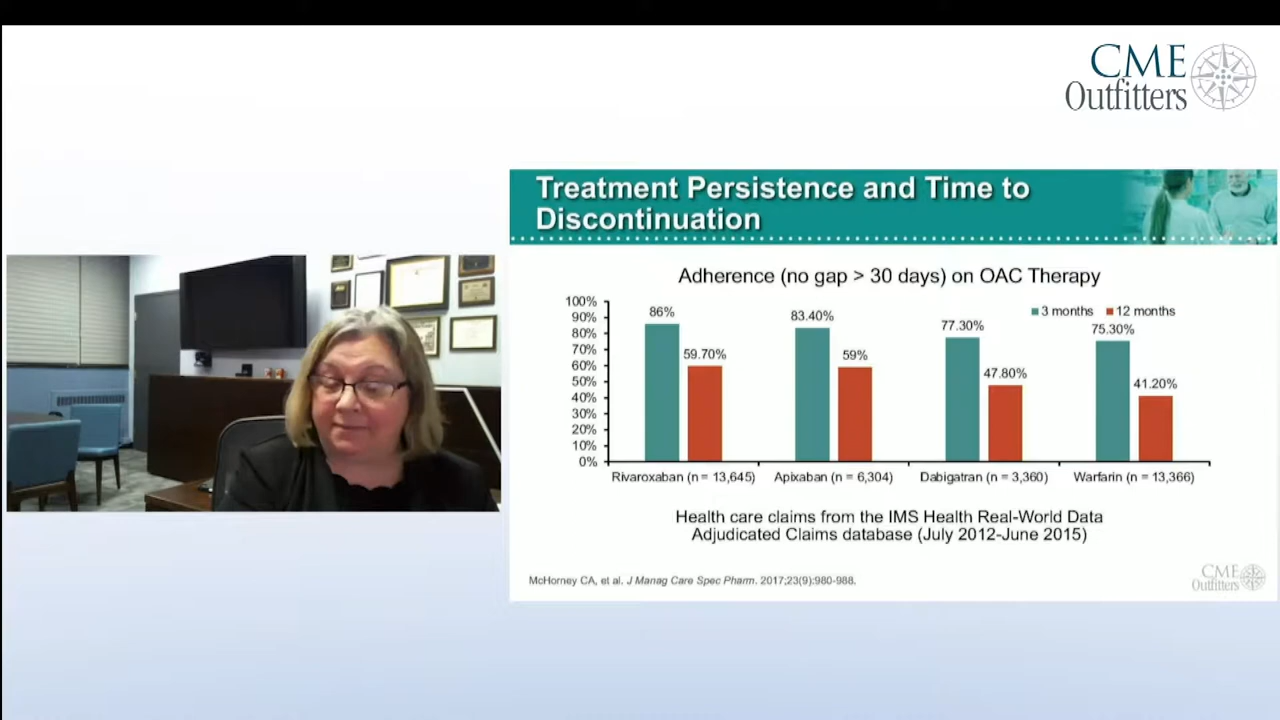 CME
Outfitters
Treatment Persistence and Time to
Discontinuation
Adherence (no gap > 30 days) on OAC Therapy
3 months 12 months
100%
90%
80%
70%
60%
50%
40%
30%
20%
10%
0%
86%
59.70%
83.40%
59%
77.30%
47.80%
75.30%
41.20%
Rivaroxaban (n = 13,645) Apixaban (n = 6,304) Dabigatran (n = 3,360) Warfarin (n = 13,366)
Health care claims from the IMS Health Real-World Data
Adjudicated Claims database (July 2012-June 2015)
McHorney CA, et al. J Manag Care Spec Pharm. 2017;23(9):980-988.
CME
Outfitters